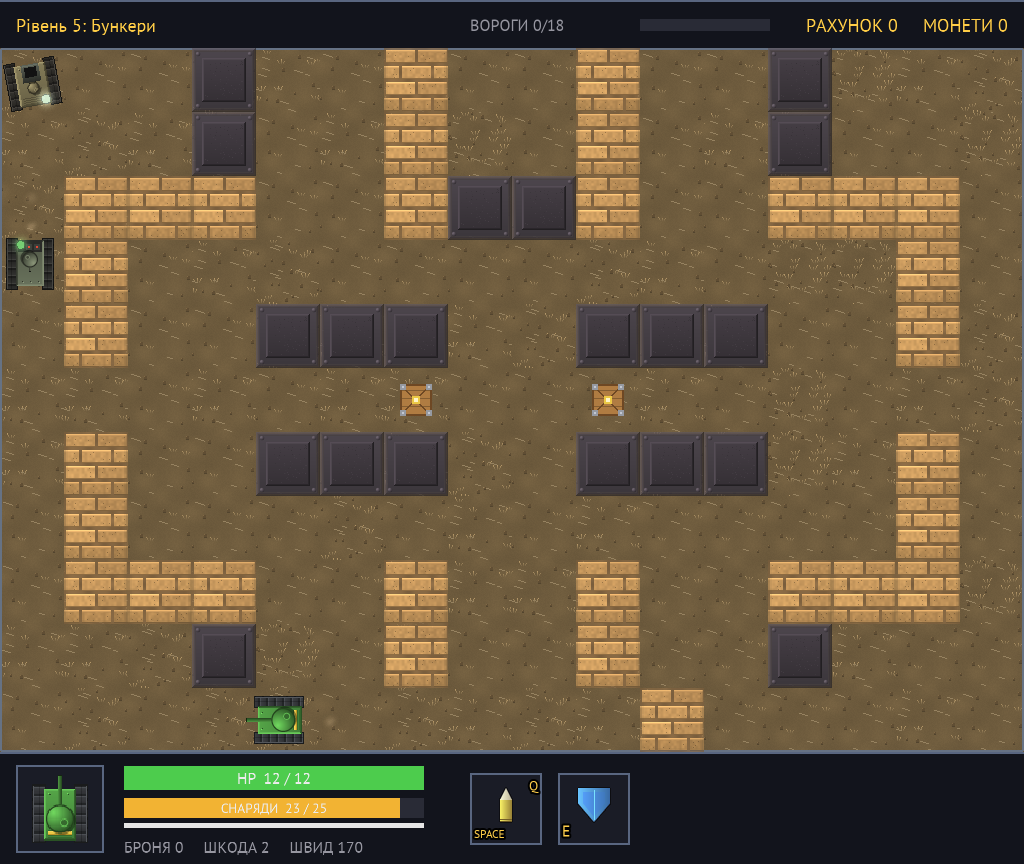 Рівень 5: Бункери ВОРОГИ 0/18 РАХУНОК 0 МОНЕТИ 0
HP 12 / 12
СНАРЯДИ 23 / 25
БРОНЯ 0 ШКОДА 2 ШВИД 170
Q
SPACE
E